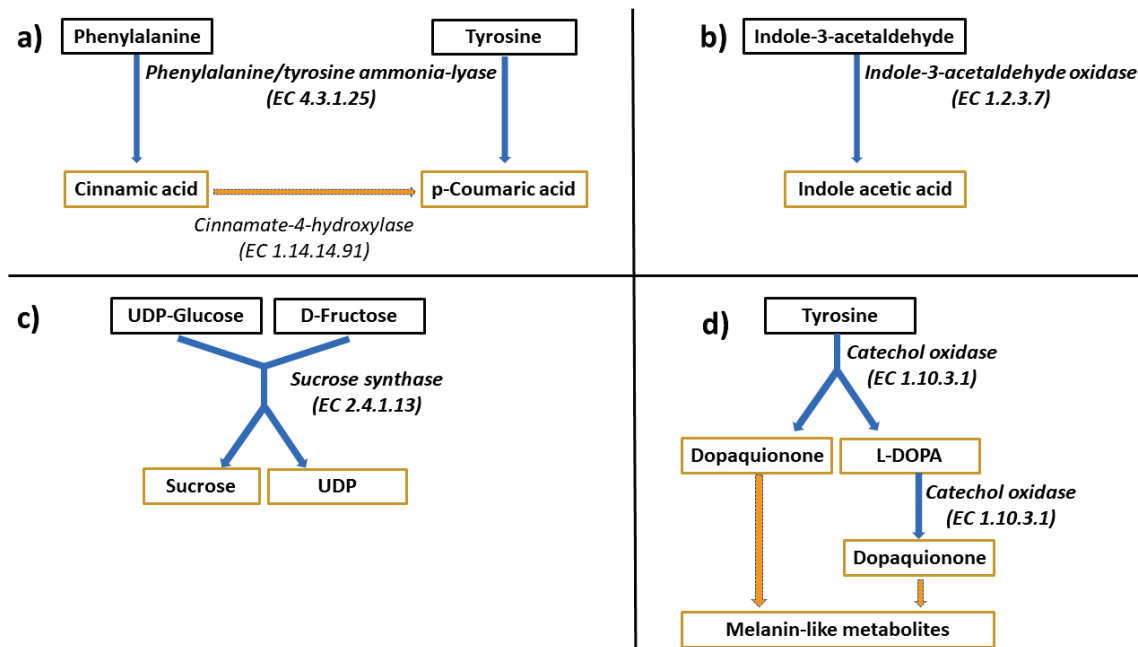 a)
Phenylalanine
Tyrosine
Phenylalanine/tyrosine ammonia-lyase
(EC 4.3.1.25)
Cinnamic acid
p-Coumaric acid
Cinnamate-4-hydroxylase
(EC 1.14.14.91)
b)
Indole-3-acetaldehyde
Indole-3-acetaldehyde oxidase
(EC 1.2.3.7)
Indole acetic acid
c)
UDP-Glucose
D-Fructose
Sucrose synthase
(EC 2.4.1.13)
Sucrose
UDP
d)
Tyrosine
Catechol oxidase
(EC 1.10.3.1)
Dopaquionone
L-DOPA
Catechol oxidase
(EC 1.10.3.1)
Dopaquionone
Melanin-like metabolites